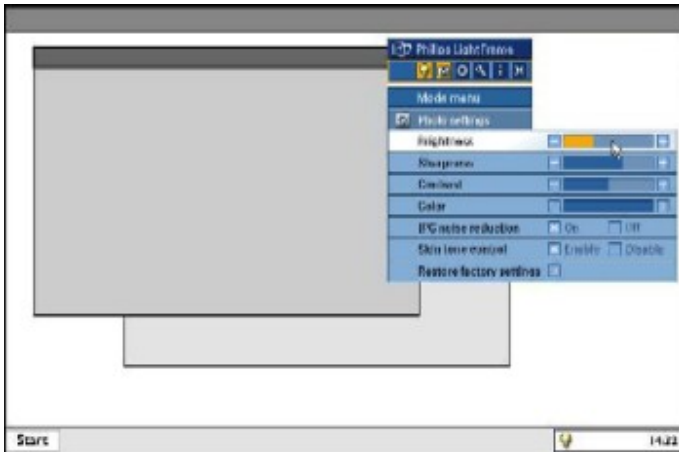 Philips LightFrame
Mode menu
Photo settings
Brightness
Sharpness
Contrast
Color
JPG noise reduction On Off
Skin tone control Enable Disable
Restore factory settings
Start 14:22